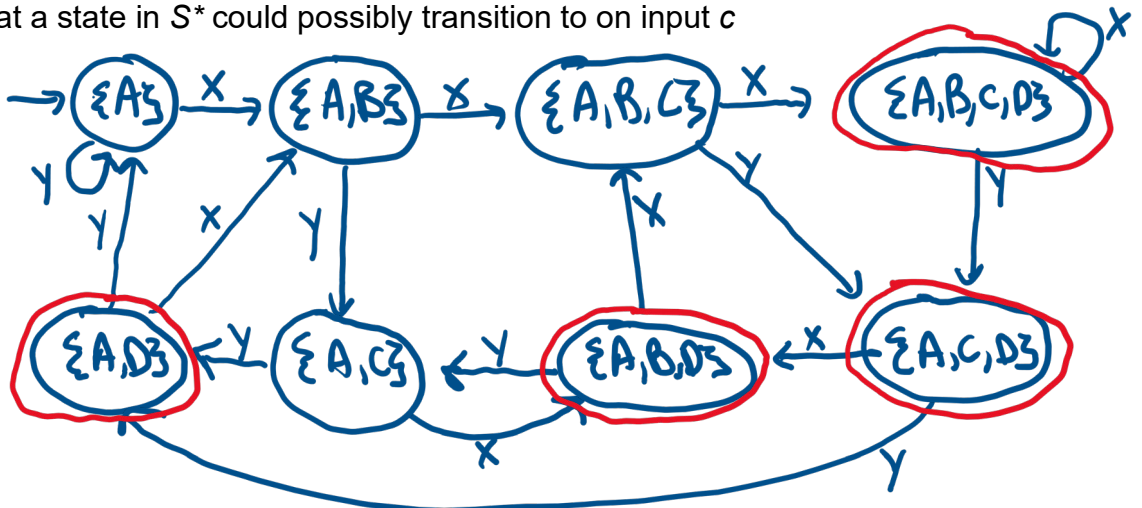 at a state in S* could possibly transition to on input c
X
{A} X {A,B} X {A,B,C} X {A,B,C,D}
Y
Y X Y X Y Y
{A,D} Y {A,C} Y {A,B,D} X {A,C,D}
X
Y